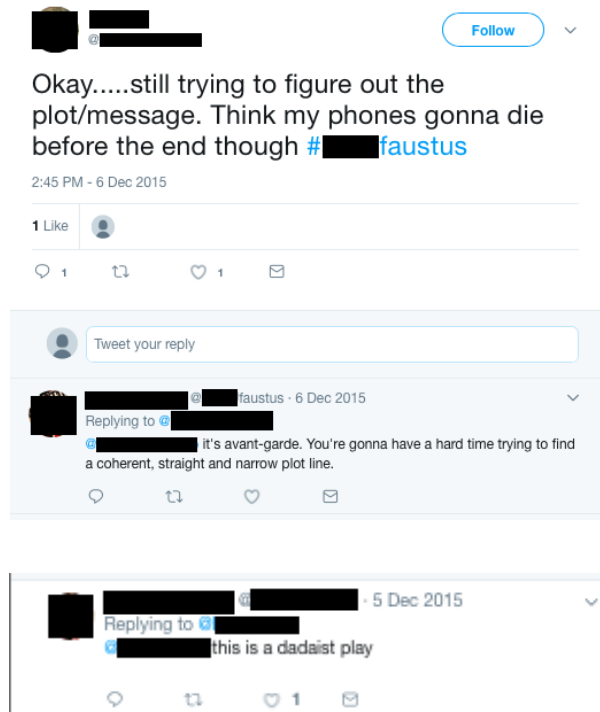 @
Follow
Okay.....still trying to figure out the
plot/message. Think my phones gonna die
before the end though # faustus
2:45 PM - 6 Dec 2015
1 Like
1 1
Tweet your reply
@ faustus · 6 Dec 2015
Replying to @
@ it's avant-garde. You're gonna have a hard time trying to find
a coherent, straight and narrow plot line.
@ · 5 Dec 2015
Replying to @
@ this is a dadaist play
1